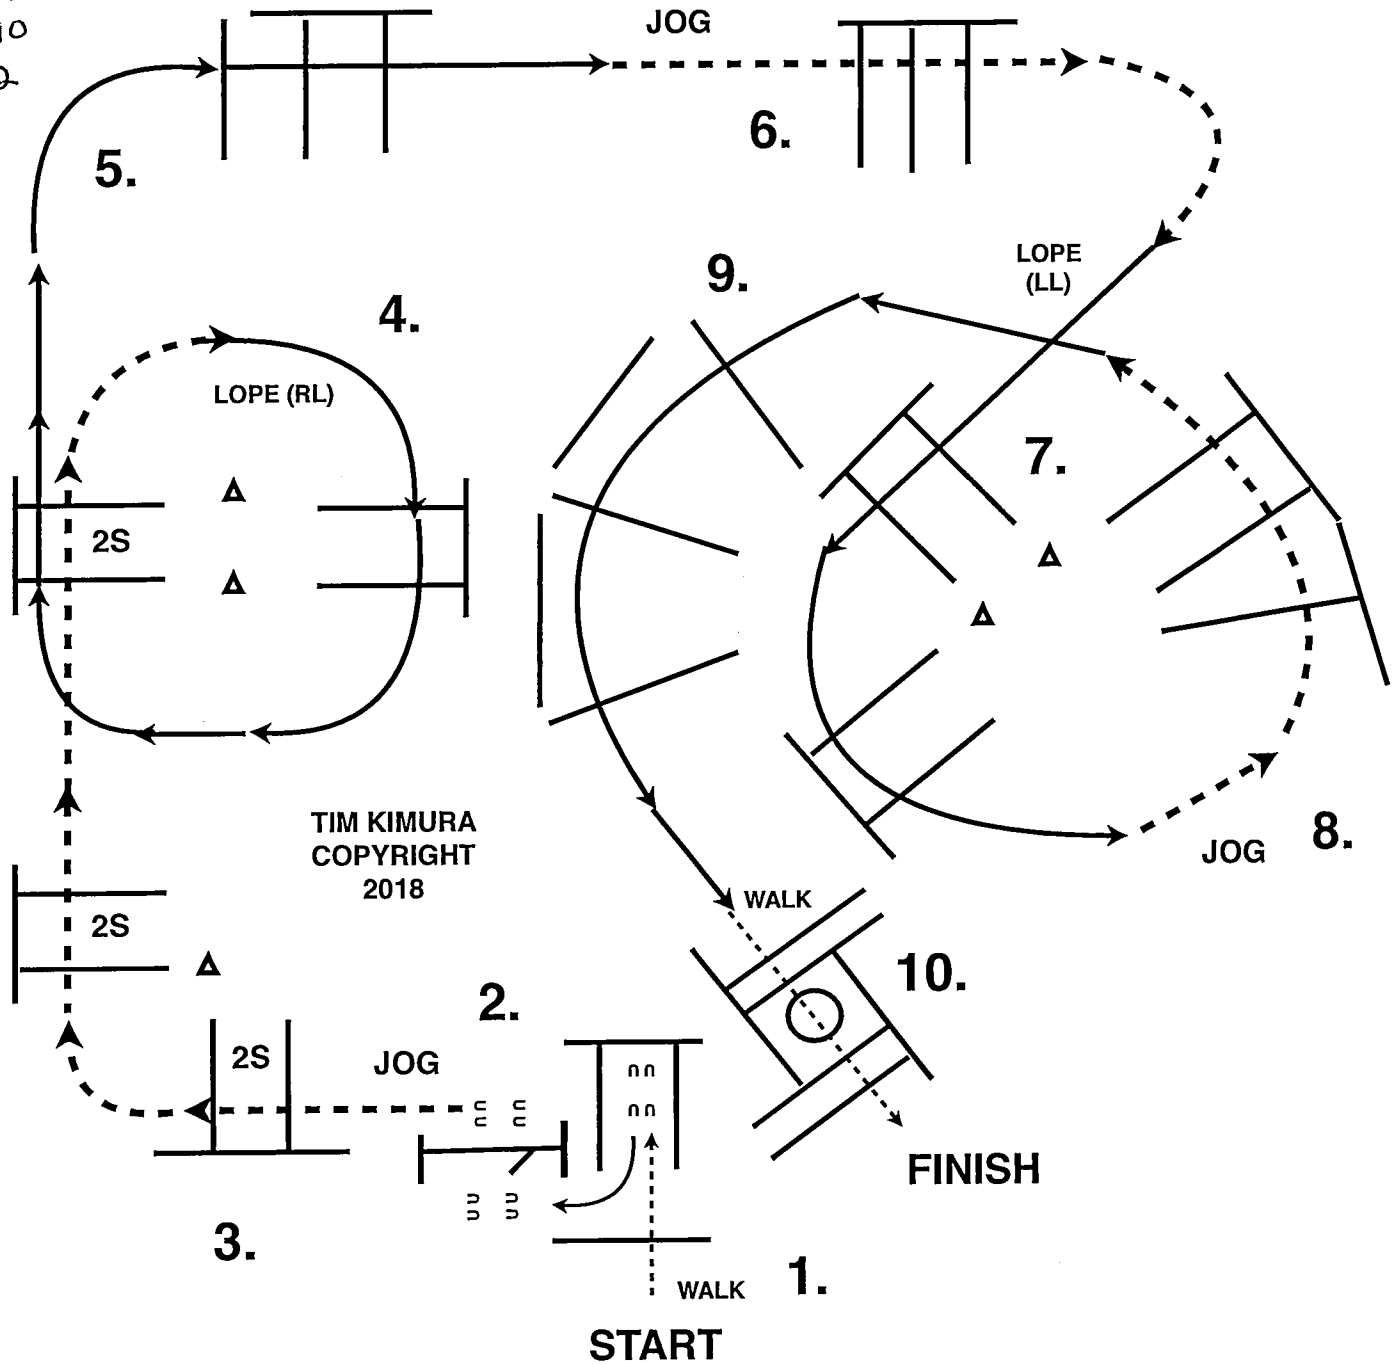 JOG
6.
5.
LOPE
(LL)
9.
4.
LOPE (RL)
7.
2S
TIM KIMURA
COPYRIGHT
2018
8.
JOG
WALK
2S
10.
2.
2S
JOG
FINISH
3.
1.
WALK
START